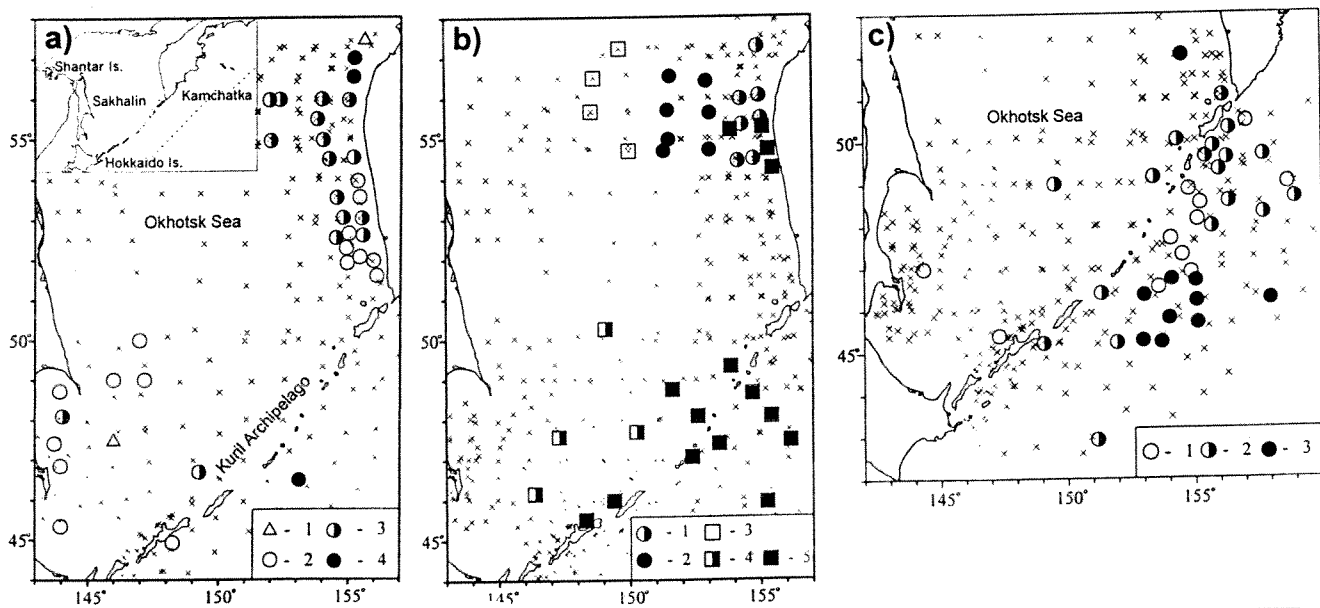 a)
Shantar Is.
Sakhalin
Kamchatka
Hokkaido Is.
Okhotsk Sea
Kuril Archipelago
55°
50°
45°
145° 150° 155°
△ - 1 ◑ - 3
○ - 2 ● - 4
b)
55°
50°
45°
145° 150° 155°
◑ - 1 □ - 3
● - 2 ◨ - 4 ■ - 5
c)
Okhotsk Sea
50°
45°
145° 150° 155°
○ - 1 ◑ - 2 ● - 3